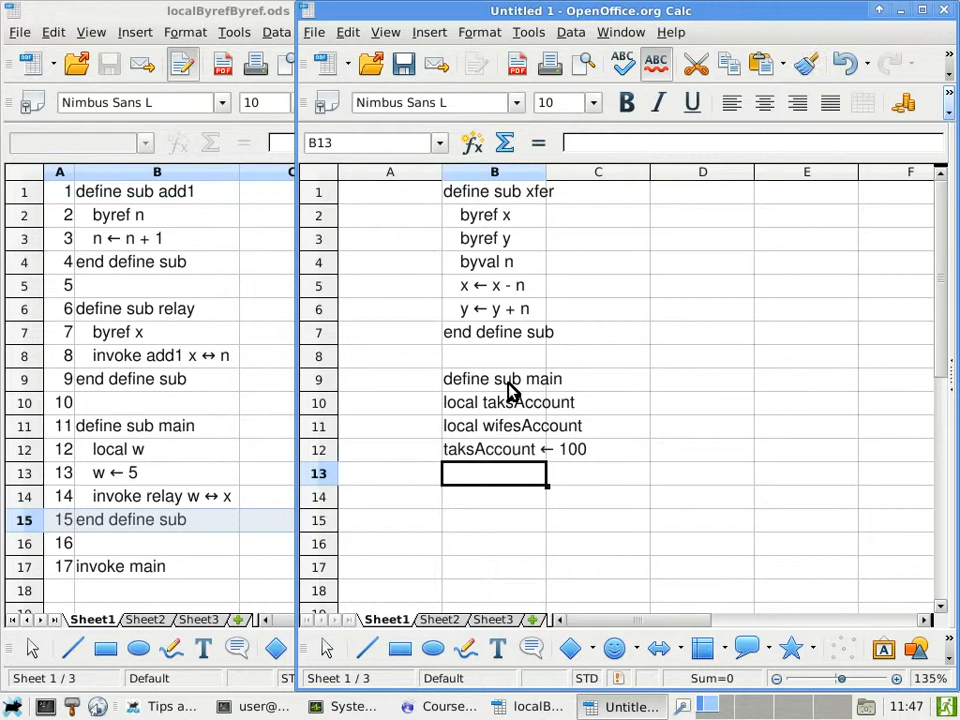 localByrefByref.ods
Untitled 1 - OpenOffice.org Calc
File Edit View Insert Format Tools Data
File Edit View Insert Format Tools Data Window Help
Nimbus Sans L 10
Nimbus Sans L 10
B13
A B C
1 1 define sub add1
2 2 byref n
3 3 n ← n + 1
4 4 end define sub
5 5
6 6 define sub relay
7 7 byref x
8 8 invoke add1 x ↔ n
9 9 end define sub
10 10
11 11 define sub main
12 12 local w
13 13 w ← 5
14 14 invoke relay w ↔ x
15 15 end define sub
16 16
17 17 invoke main
18
A B C D E F
1 define sub xfer
2 byref x
3 byref y
4 byval n
5 x ← x - n
6 y ← y + n
7 end define sub
8
9 define sub main
10 local taksAccount
11 local wifesAccount
12 taksAccount ← 100
13
14
15
16
17
18
Sheet1 Sheet2 Sheet3
Sheet1 Sheet2 Sheet3
Sheet 1 / 3 Default ST
Sheet 1 / 3 Default STD Sum=0 135%
Tips a... user@... Syste... Course... localB... Untitle... 11:47